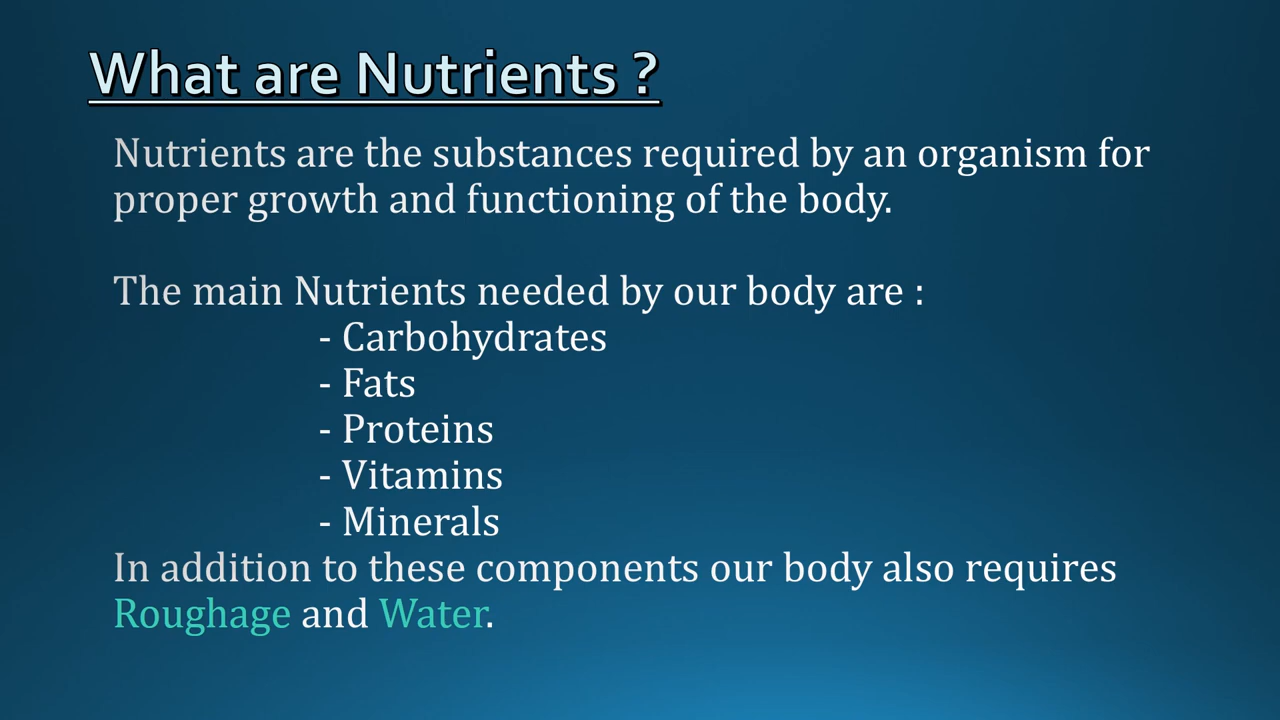 What are Nutrients ?
Nutrients are the substances required by an organism for
proper growth and functioning of the body.
The main Nutrients needed by our body are :
- Carbohydrates
- Fats
- Proteins
- Vitamins
- Minerals
In addition to these components our body also requires
Roughage and Water.